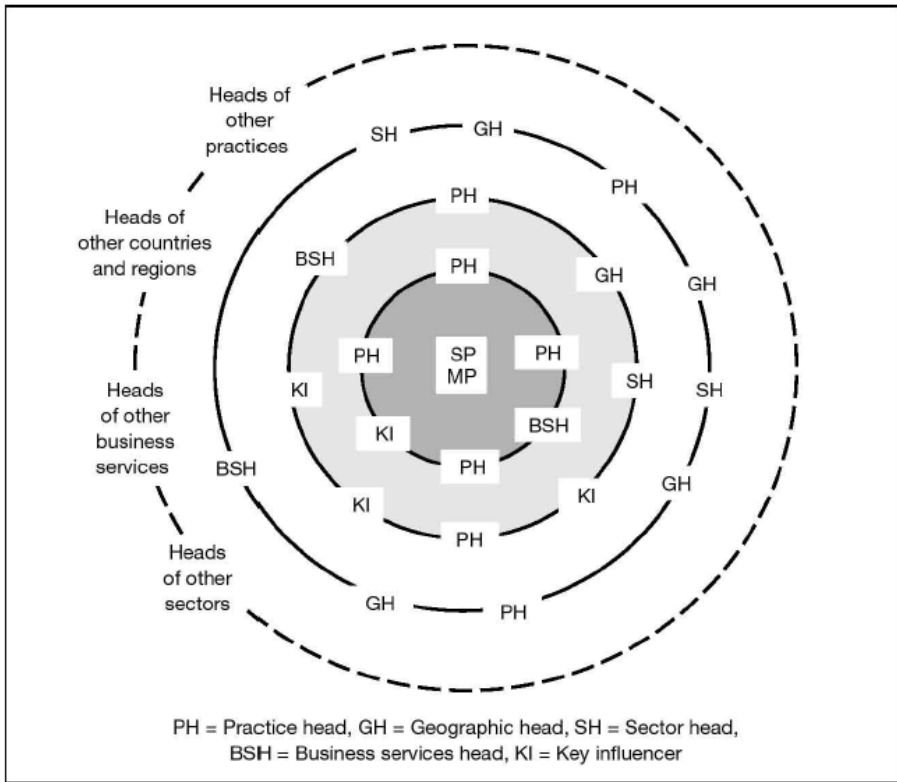 Heads of
other
practices
SH
GH
PH
PH
Heads of
other countries
and regions
BSH
PH
GH
GH
PH
SP
MP
PH
SH
SH
KI
Heads
of other
business
services
KI
BSH
BSH
PH
GH
KI
KI
PH
Heads
of other
sectors
GH
PH
PH = Practice head, GH = Geographic head, SH = Sector head,
BSH = Business services head, KI = Key influencer